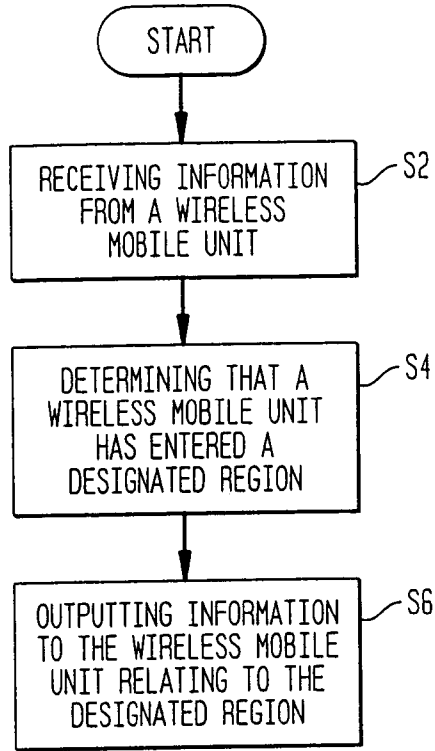 START
RECEIVING INFORMATION
FROM A WIRELESS
MOBILE UNIT
S2
DETERMINING THAT A
WIRELESS MOBILE UNIT
HAS ENTERED A
DESIGNATED REGION
S4
OUTPUTTING INFORMATION
TO THE WIRELESS MOBILE
UNIT RELATING TO THE
DESIGNATED REGION
S6